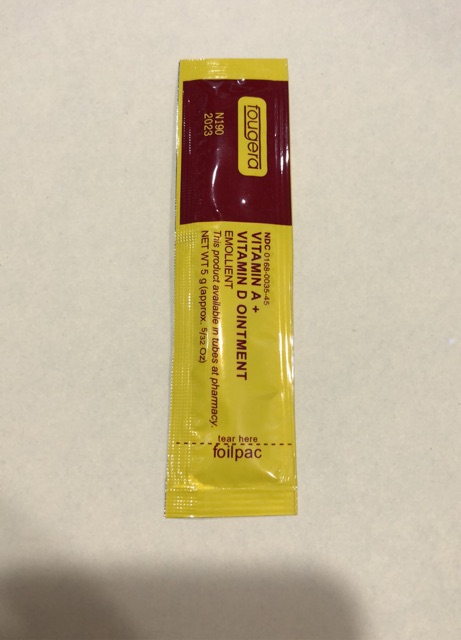 fougera
N190
2023
NDC 0168-0035-45
VITAMIN A +
VITAMIN D OINTMENT
EMOLLIENT
This product available in tubes at pharmacy.
NET WT 5 g (approx. 5/32 Oz)
tear here
foilpac